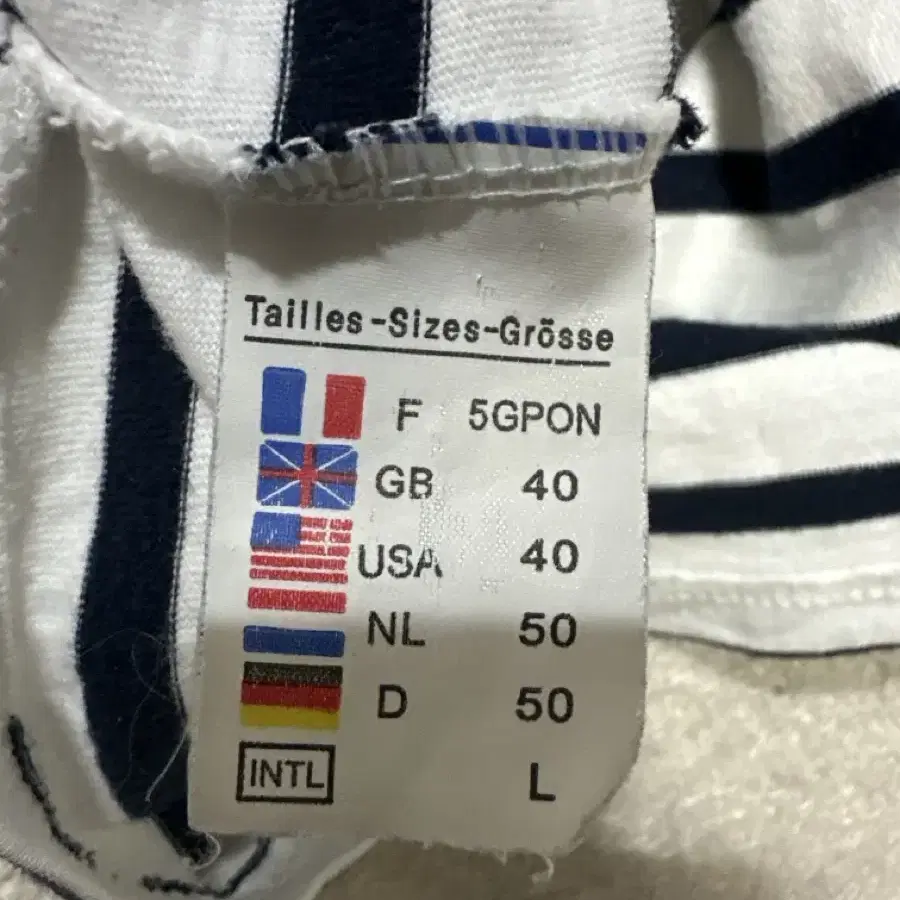 Tailles-Sizes-Grösse
F 5GPON
GB 40
USA 40
NL 50
D 50
INTL L